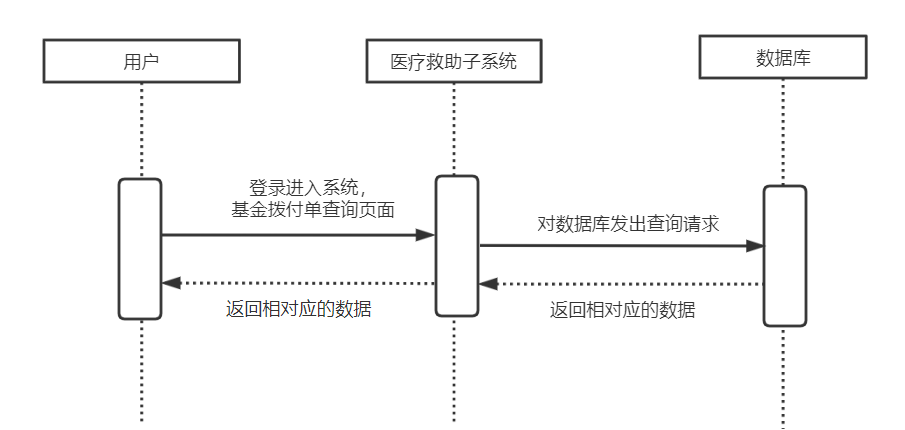 用户
医疗救助子系统
数据库
登录进入系统，
基金拨付单查询页面
对数据库发出查询请求
返回相对应的数据
返回相对应的数据